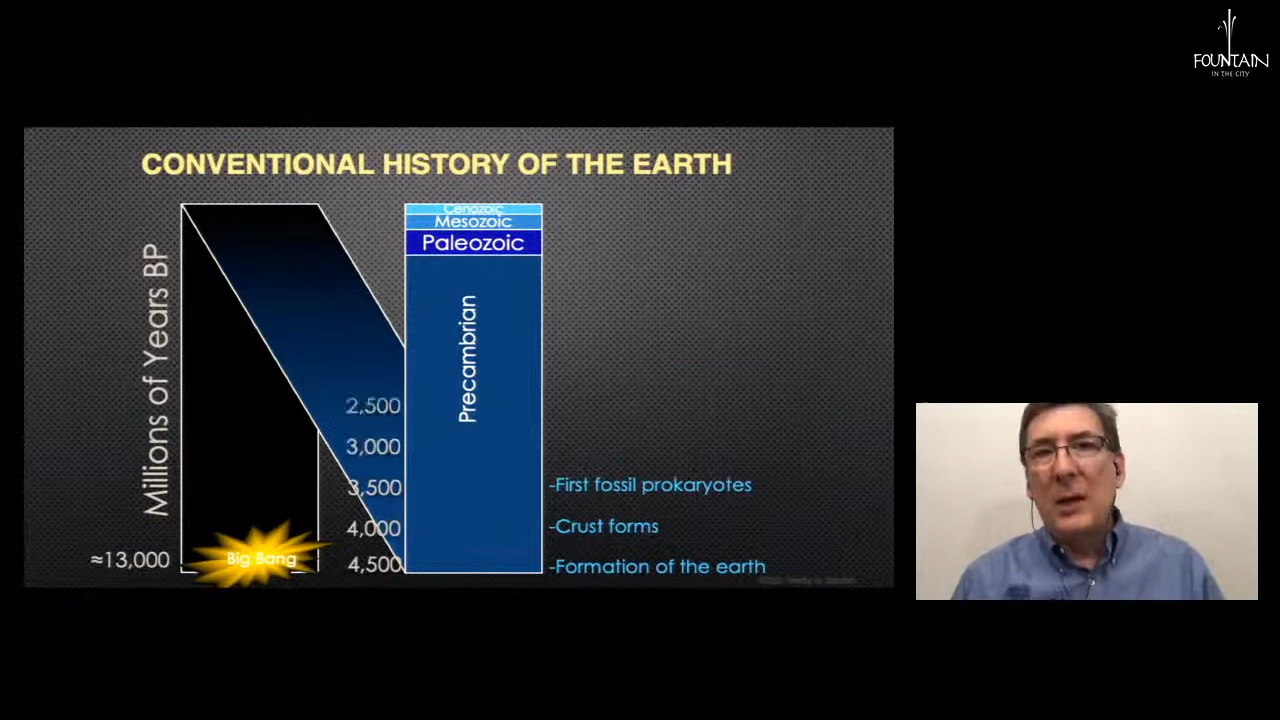 FOUNTAIN
IN THE CITY
CONVENTIONAL HISTORY OF THE EARTH
Millions of Years BP
Cenozoic
Mesozoic
Paleozoic
Precambrian
2,500
3,000
3,500
-First fossil prokaryotes
4,000
-Crust forms
≈13,000
Big Bang
4,500
-Formation of the earth